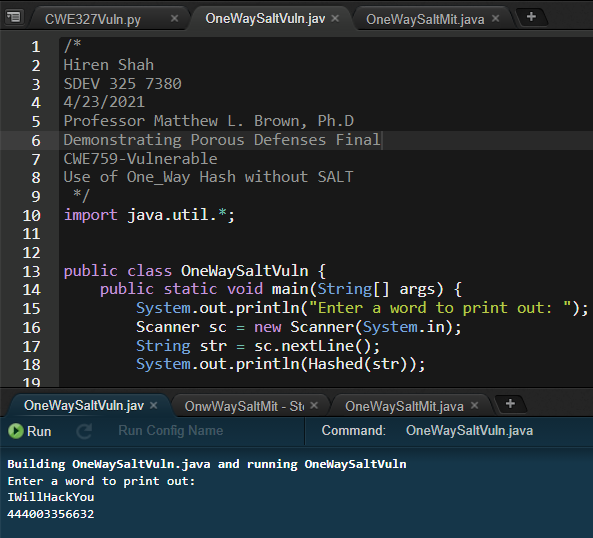 CWE327Vuln.py × OneWaySaltVuln.jav × OneWaySaltMit.java × +
1 /*
2 Hiren Shah
3 SDEV 325 7380
4 4/23/2021
5 Professor Matthew L. Brown, Ph.D
6 Demonstrating Porous Defenses Final
7 CWE759-Vulnerable
8 Use of One_Way Hash without SALT
9 */
10 import java.util.*;
11
12
13 public class OneWaySaltVuln {
14 public static void main(String[] args) {
15 System.out.println("Enter a word to print out: ");
16 Scanner sc = new Scanner(System.in);
17 String str = sc.nextLine();
18 System.out.println(Hashed(str));
19
OneWaySaltVuln.jav × OnwWaySaltMit - Ste × OneWaySaltMit.java × +
Run Run Config Name Command: OneWaySaltVuln.java
Building OneWaySaltVuln.java and running OneWaySaltVuln
Enter a word to print out:
IWillHackYou
444003356632